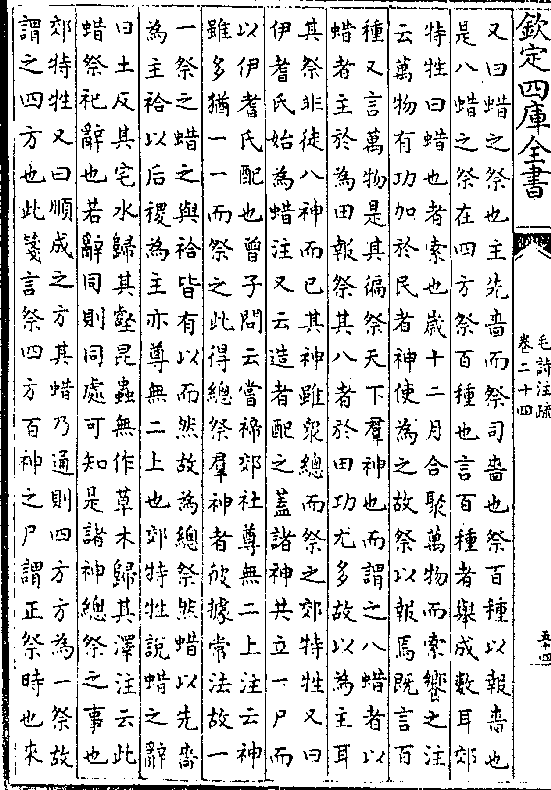 欽定四庫全書
毛詩注疏
卷二十四
五十四
又曰蜡之祭也主先嗇而祭司嗇也祭百種以報嗇也
是八蜡之祭在四方祭百種也言百種者舉成數耳郊
特牲曰蜡也者索也歲十二月合聚萬物而索饗之注
云萬物有功加於民者神使為之故祭以報焉既言百
種又言萬物是其徧祭天下羣神也而謂之八蜡者以
蜡者主於為田報祭其八者於田功尤多故以為主耳
其祭非徒八神而已其神雖衆總而祭之郊特牲又曰
伊耆氏始為蜡注又云造者配之蓋諸神共立一尸而
以伊耆氏配也曾子問云當禘郊社尊無二上注云神
雖多猶一一而祭之此得總祭羣神者彼據常法故一
一祭之蜡之與祫皆有以而然故為總祭然蜡以先嗇
為主祫以后稷為主亦尊無二上也郊特牲說蜡之辭
曰土反其宅水歸其壑昆蟲無作草木歸其澤注云此
蜡祭祀辭也若辭同則同處可知是諸神總祭之事也
郊特牲又曰順成之方其蜡乃通則四方方為一祭故
謂之四方也此箋言祭四方百神之尸謂正祭時也來